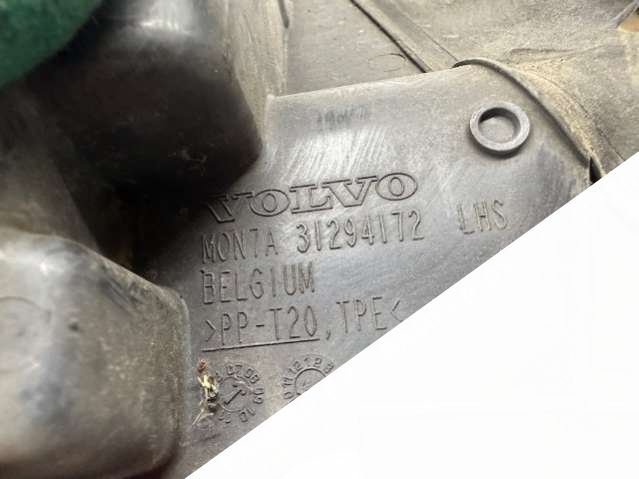 VOLVO
MONTA 31294172 LHS
BELGIUM
>PP-T20, TPE<